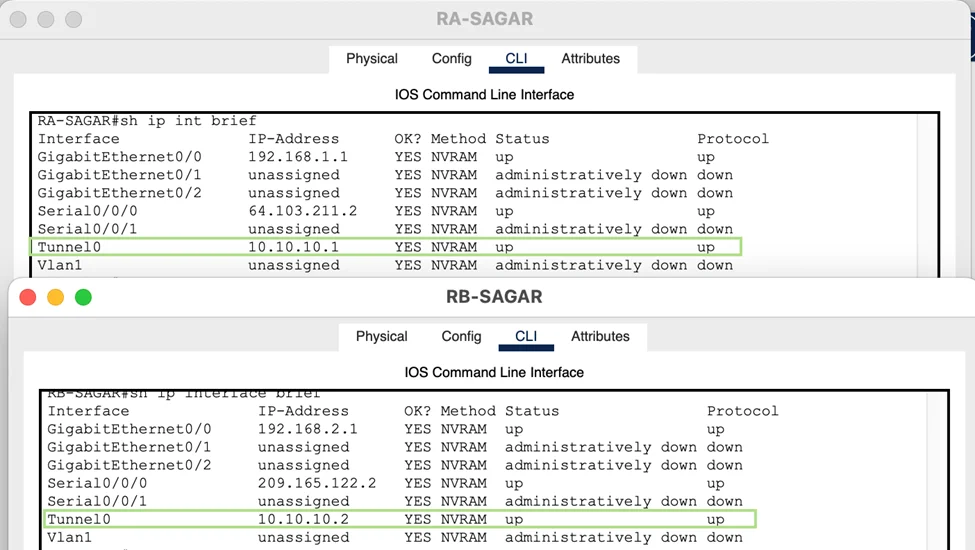 RA-SAGAR
Physical Config CLI Attributes
IOS Command Line Interface
RA-SAGAR#sh ip int brief
Interface IP-Address OK? Method Status Protocol
GigabitEthernet0/0 192.168.1.1 YES NVRAM up up
GigabitEthernet0/1 unassigned YES NVRAM administratively down down
GigabitEthernet0/2 unassigned YES NVRAM administratively down down
Serial0/0/0 64.103.211.2 YES NVRAM up up
Serial0/0/1 unassigned YES NVRAM administratively down down
Tunnel0 10.10.10.1 YES NVRAM up up
Vlan1 unassigned YES NVRAM administratively down down
RB-SAGAR
Physical Config CLI Attributes
IOS Command Line Interface
RB-SAGAR#sh ip interface brief
Interface IP-Address OK? Method Status Protocol
GigabitEthernet0/0 192.168.2.1 YES NVRAM up up
GigabitEthernet0/1 unassigned YES NVRAM administratively down down
GigabitEthernet0/2 unassigned YES NVRAM administratively down down
Serial0/0/0 209.165.122.2 YES NVRAM up up
Serial0/0/1 unassigned YES NVRAM administratively down down
Tunnel0 10.10.10.2 YES NVRAM up up
Vlan1 unassigned YES NVRAM administratively down down